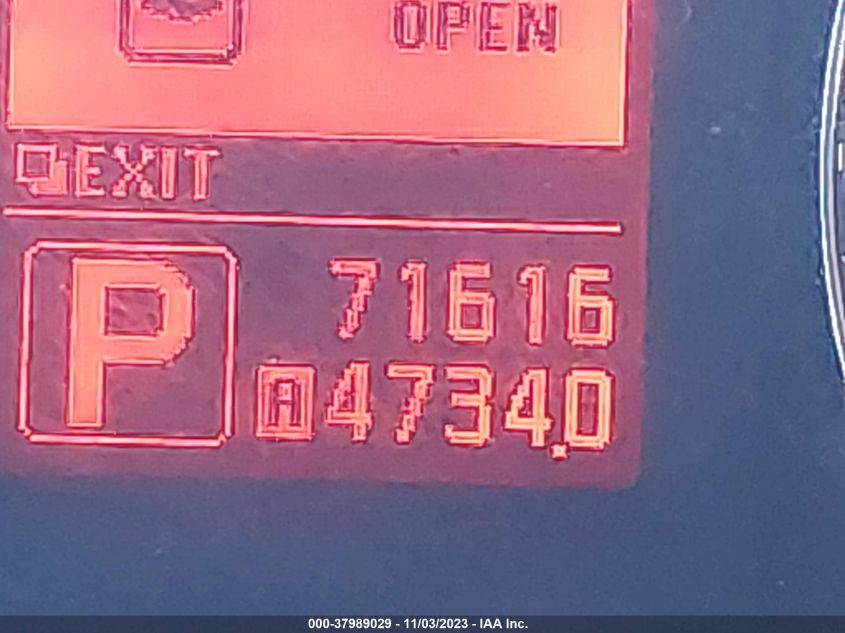 OPEN
EXIT
P
71616
A 4734.0
000-37989029 - 11/03/2023 - IAA Inc.